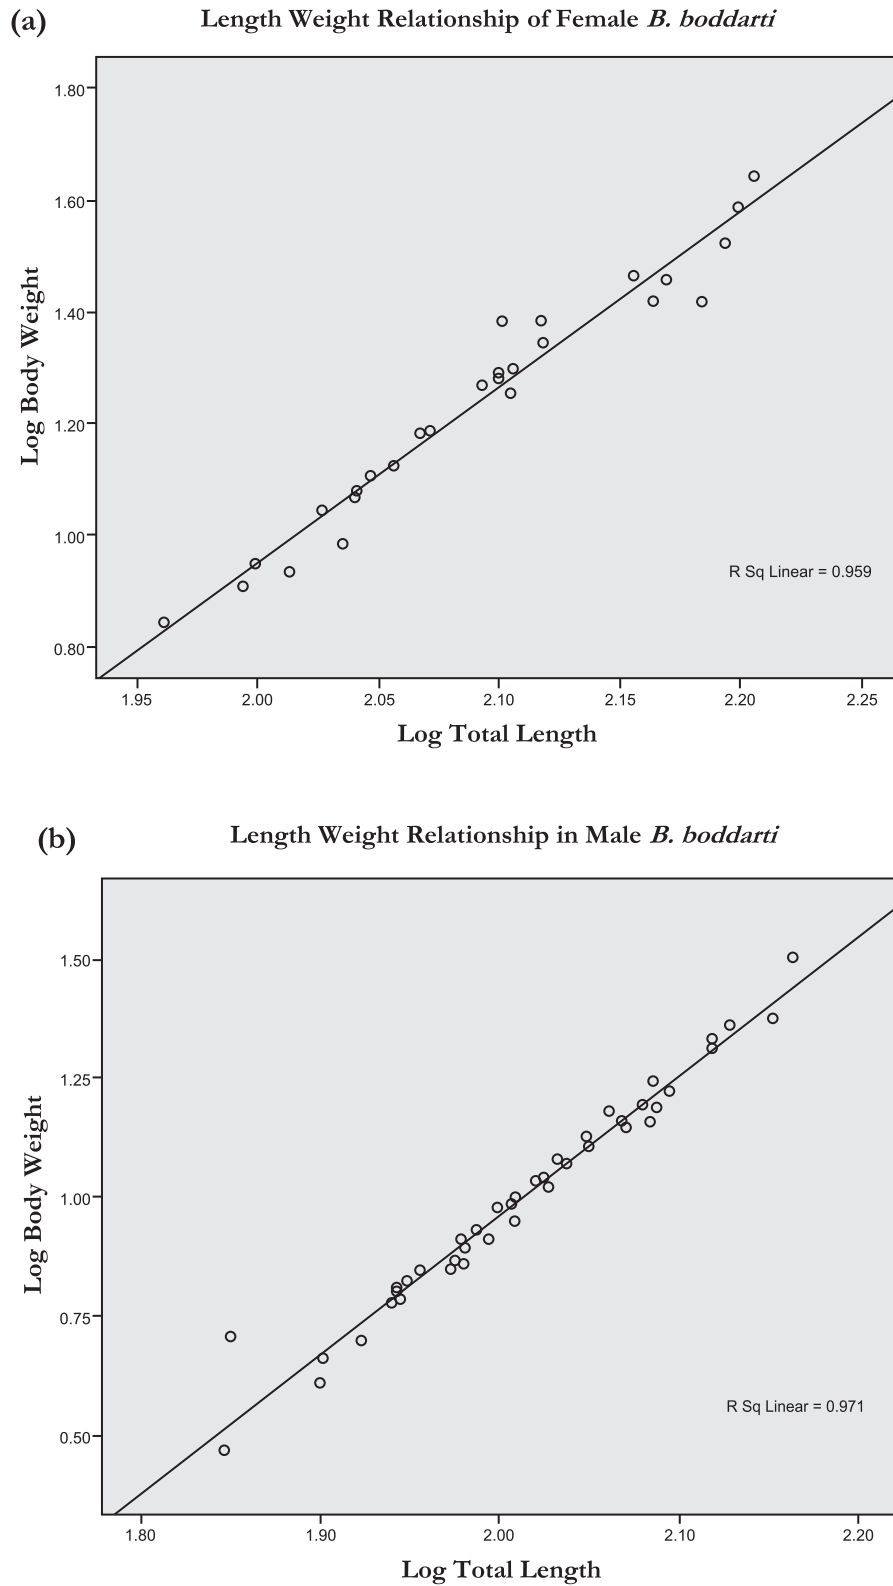 (a)
Length Weight Relationship of Female B. boddarti
1.80
1.60
1.40
1.20
1.00
0.80
Log Body Weight
R Sq Linear = 0.959
1.95 2.00 2.05 2.10 2.15 2.20 2.25
Log Total Length
(b)
Length Weight Relationship in Male B. boddarti
1.50
1.25
1.00
0.75
0.50
Log Body Weight
R Sq Linear = 0.971
1.80 1.90 2.00 2.10 2.20
Log Total Length